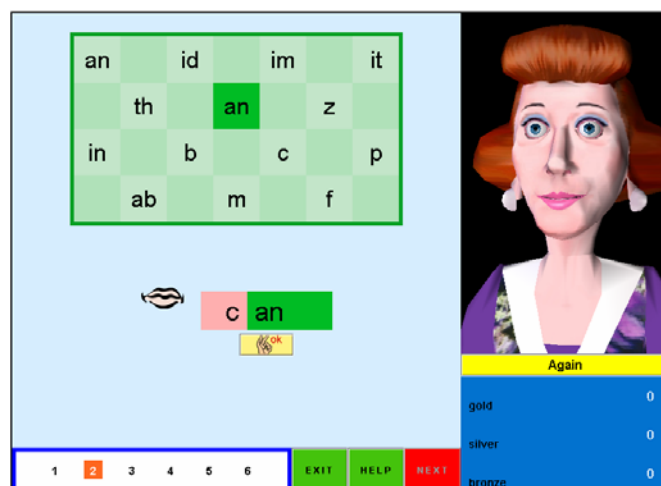 an id im it
th an z
in b c p
ab m f
c an
ok
Again
gold 0
silver 0
bronze 0
1 2 3 4 5 6 EXIT HELP NEXT